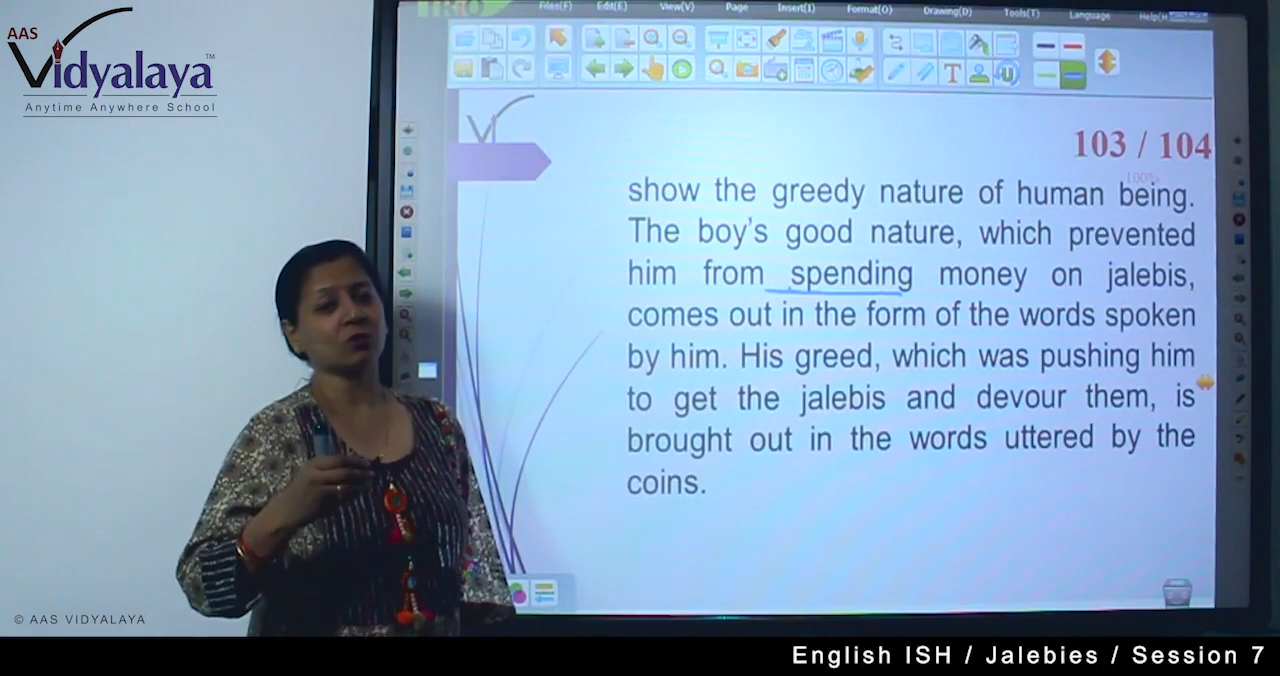 AAS
Vidyalaya™
Anytime Anywhere School
TRIO
Files(F) Edit(E) View(V) Page Insert(I) Format(O) Drawing(D) Tools(T) Language Help(H
103 / 104
100%
show the greedy nature of human being.
The boy's good nature, which prevented
him from spending money on jalebis,
comes out in the form of the words spoken
by him. His greed, which was pushing him
to get the jalebis and devour them, is
brought out in the words uttered by the
coins.
© AAS VIDYALAYA
English ISH / Jalebies / Session 7